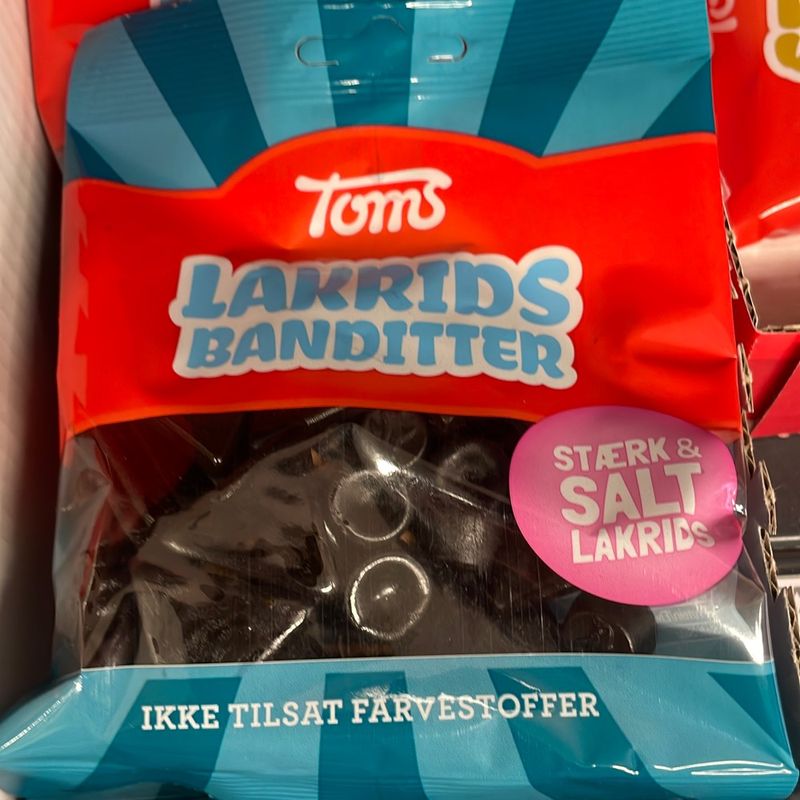 Toms
LAKRIDS
BANDITTER
STÆRK &
SALT
LAKRIDS
IKKE TILSAT FARVESTOFFER